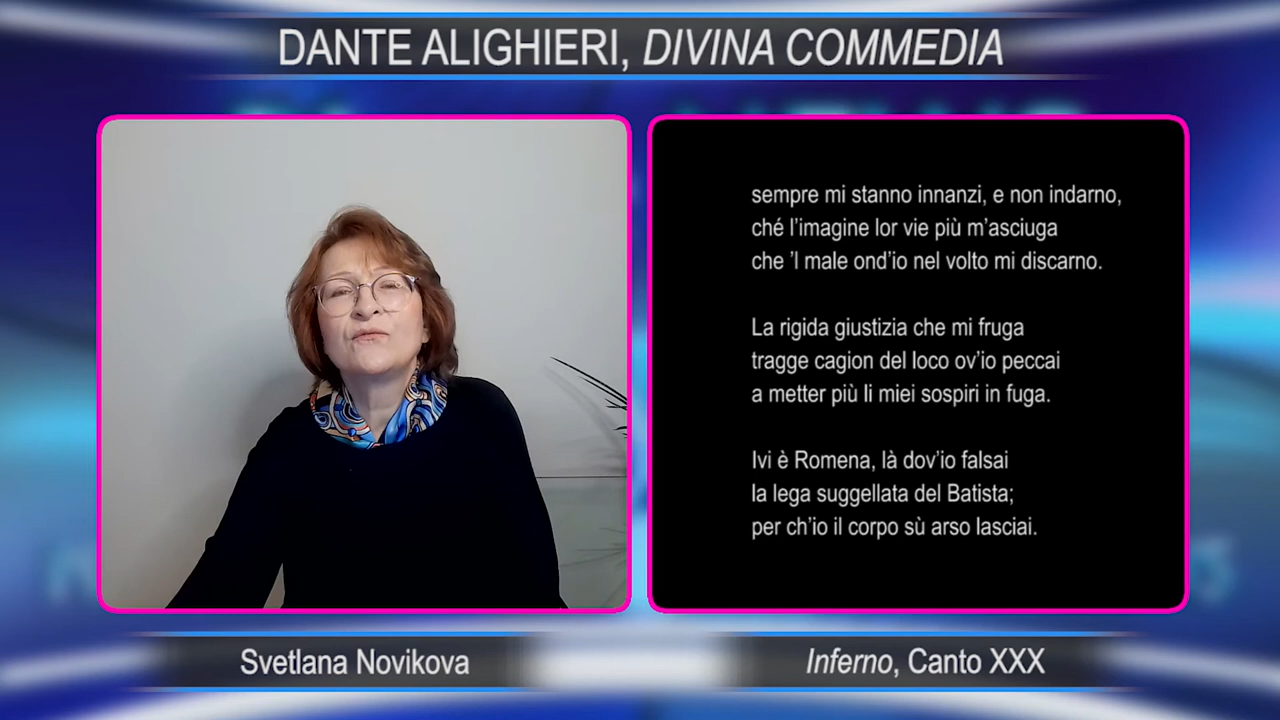 DANTE ALIGHIERI, DIVINA COMMEDIA
sempre mi stanno innanzi, e non indarno,
ché l’imagine lor vie più m’asciuga
che ’l male ond’io nel volto mi discarno.
La rigida giustizia che mi fruga
tragge cagion del loco ov’io peccai
a metter più li miei sospiri in fuga.
Ivi è Romena, là dov’io falsai
la lega suggellata del Batista;
per ch’io il corpo sù arso lasciai.
Svetlana Novikova
Inferno, Canto XXX